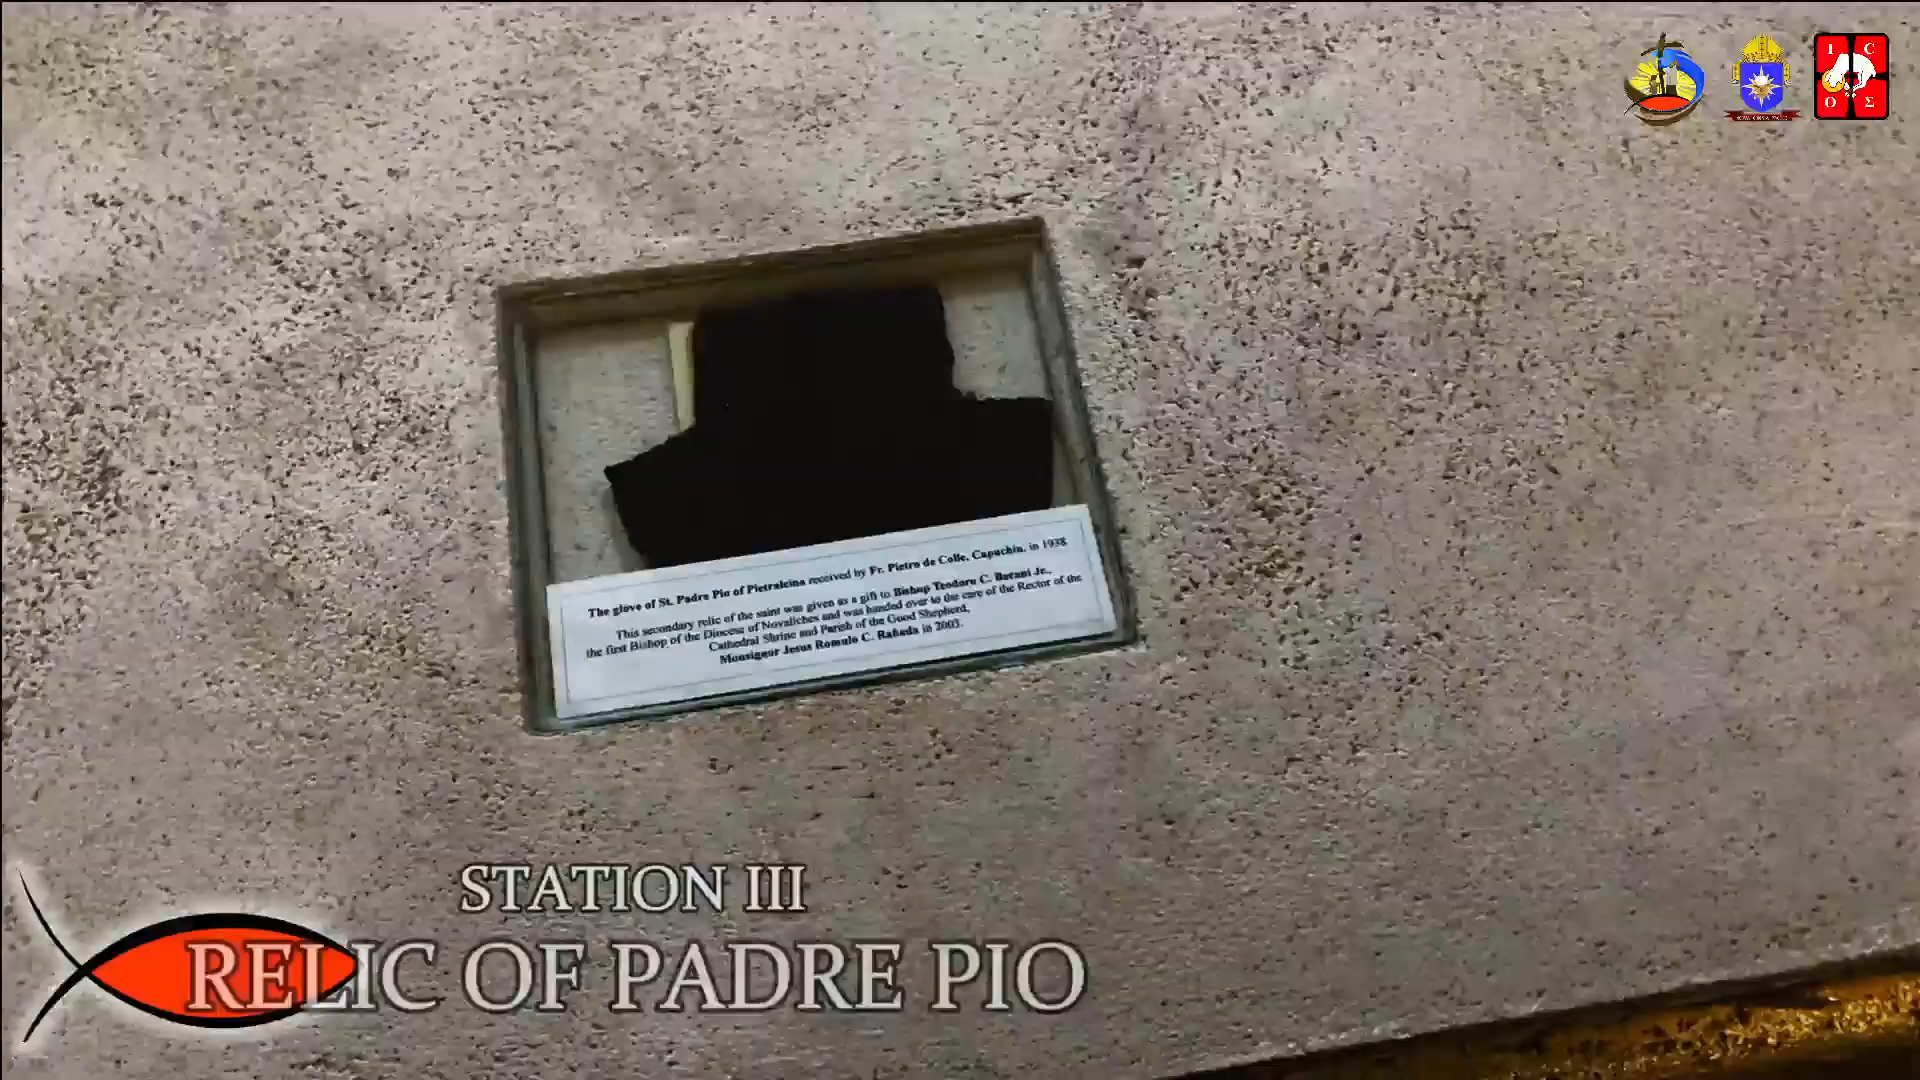 I C
O Σ
The glove of St. Padre Pio of Pietralcina received by Fr. Pietro de Colle, Capuchin, in 1938.
This secondary relic of the saint was given as a gift to Bishop Teodoro C. Bacani Jr.,
the first Bishop of the Diocese of Novaliches and was handed over to the care of the Rector of the
Cathedral Shrine and Parish of the Good Shepherd,
Monsignor Jesus Romulo C. Rañada in 2003.
STATION III
RELIC OF PADRE PIO